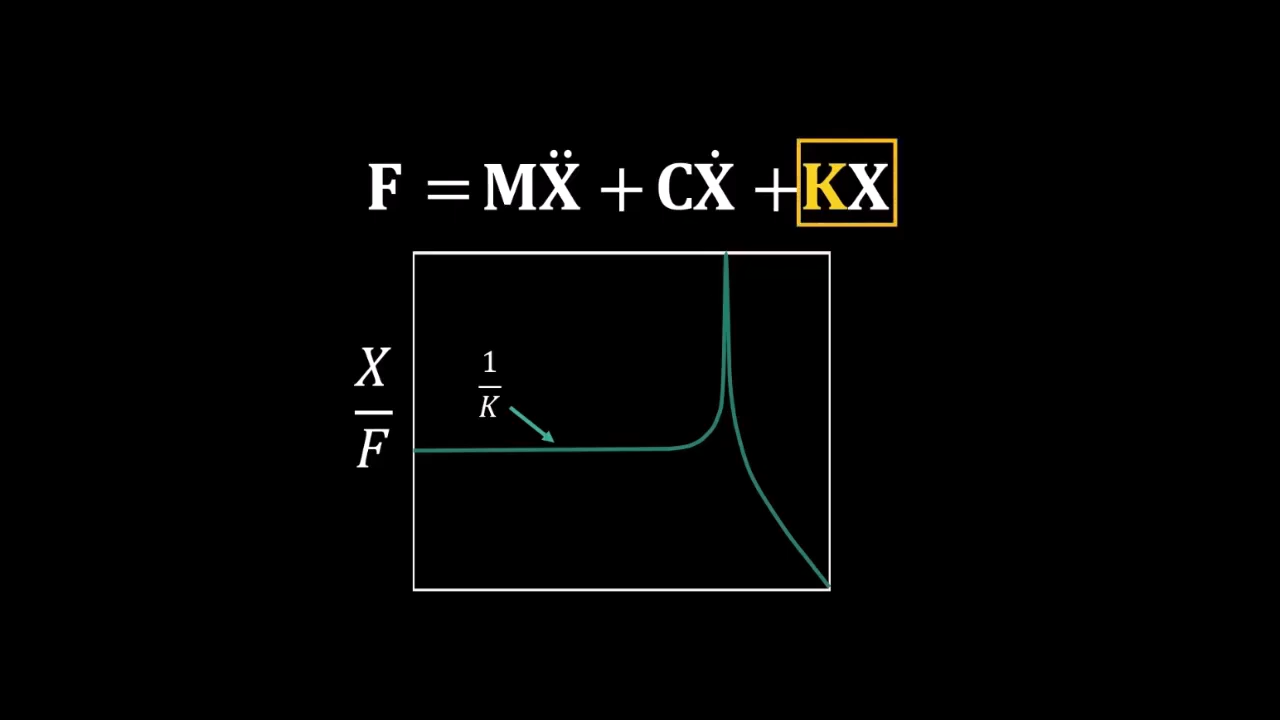 F = MẌ + CẊ + KX
1
K
X
F